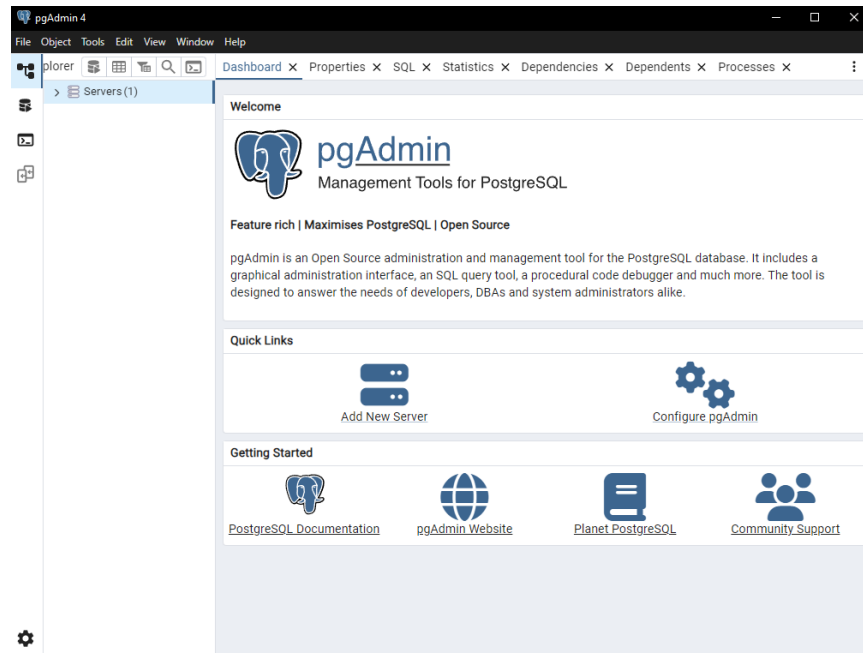 pgAdmin 4
File Object Tools Edit View Window Help
plorer
Dashboard Properties SQL Statistics Dependencies Dependents Processes
Servers (1)
Welcome
pgAdmin
Management Tools for PostgreSQL
Feature rich | Maximises PostgreSQL | Open Source
pgAdmin is an Open Source administration and management tool for the PostgreSQL database. It includes a
graphical administration interface, an SQL query tool, a procedural code debugger and much more. The tool is
designed to answer the needs of developers, DBAs and system administrators alike.
Quick Links
Add New Server
Configure pgAdmin
Getting Started
PostgreSQL Documentation
pgAdmin Website
Planet PostgreSQL
Community Support